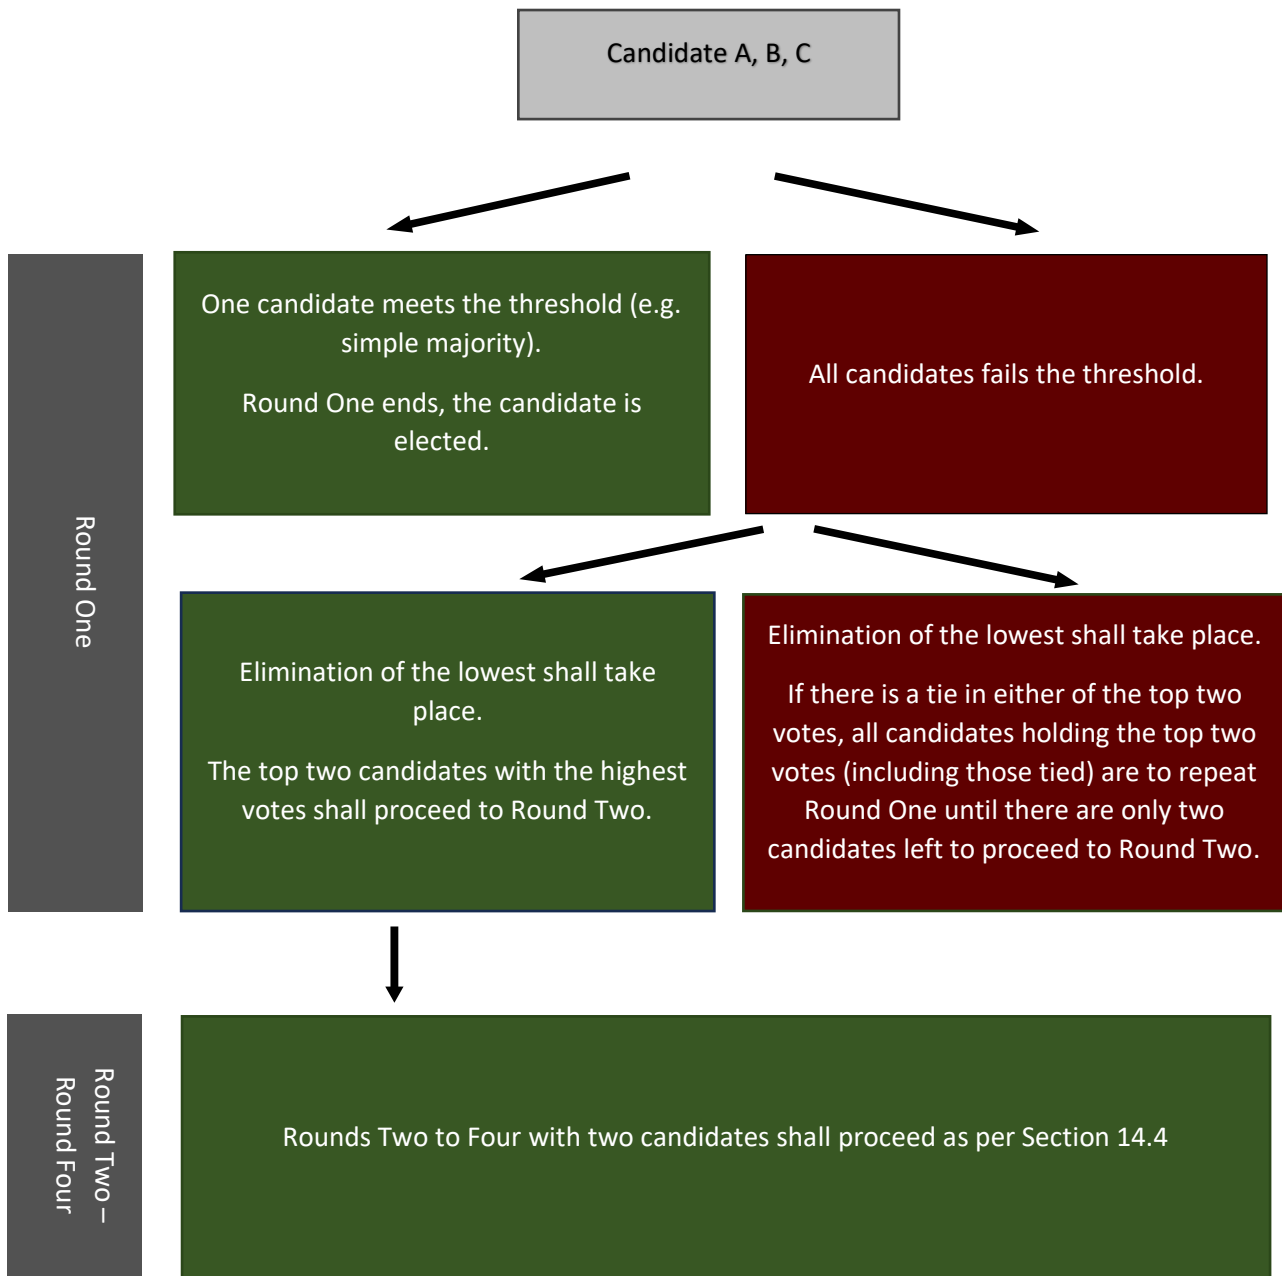 Candidate A, B, C
One candidate meets the threshold (e.g.
simple majority).
Round One ends, the candidate is
elected.
All candidates fails the threshold.
Round One
Elimination of the lowest shall take
place.
The top two candidates with the highest
votes shall proceed to Round Two.
Elimination of the lowest shall take place.
If there is a tie in either of the top two
votes, all candidates holding the top two
votes (including those tied) are to repeat
Round One until there are only two
candidates left to proceed to Round Two.
Round Two –
Round Four
Rounds Two to Four with two candidates shall proceed as per Section 14.4